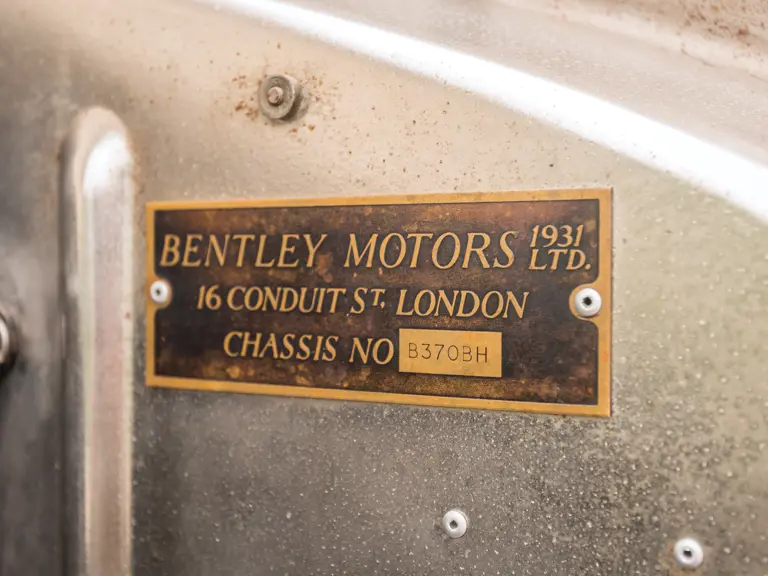 BENTLEY MOTORS 1931 LTD.
16 CONDUIT ST. LONDON
CHASSIS NO B370BH